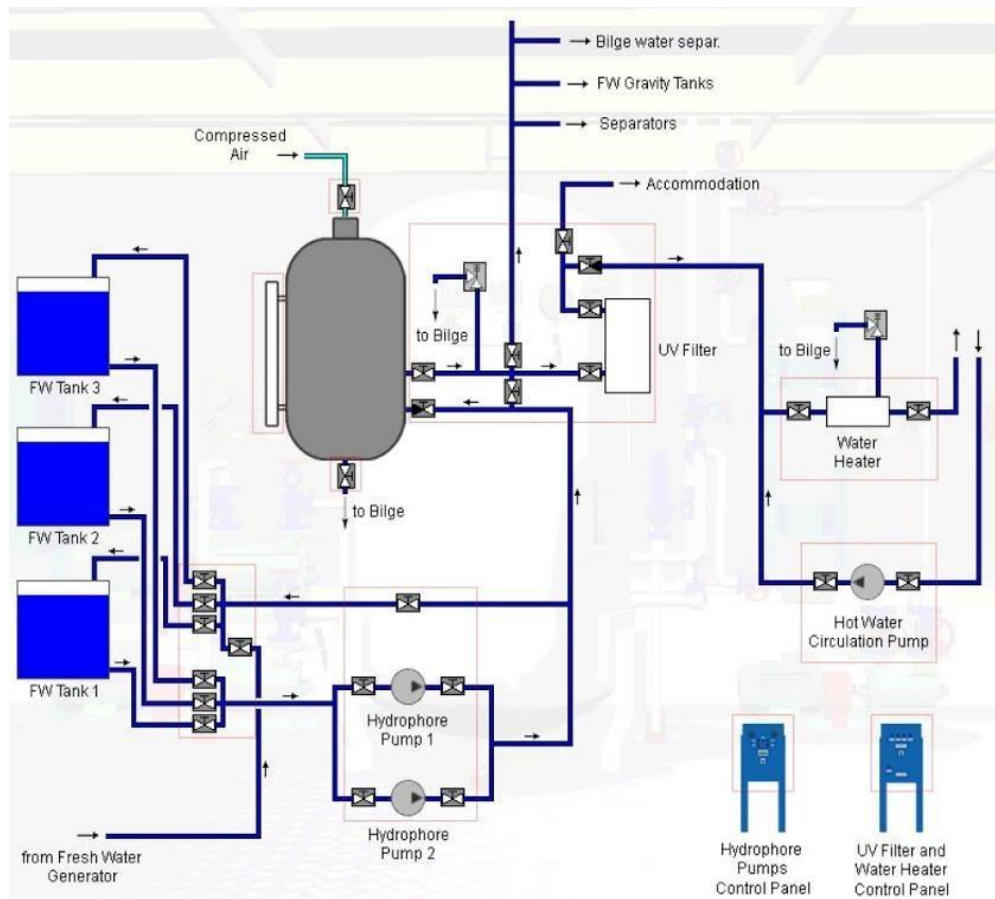 Bilge water separ.
FW Gravity Tanks
Separators
Compressed
Air
Accommodation
to Bilge
UV Filter
to Bilge
FW Tank 3
Water
Heater
to Bilge
FW Tank 2
Hot Water
Circulation Pump
FW Tank 1
Hydrophore
Pump 1
Hydrophore
Pump 2
from Fresh Water
Generator
Hydrophore
Pumps
Control Panel
UV Filter and
Water Heater
Control Panel